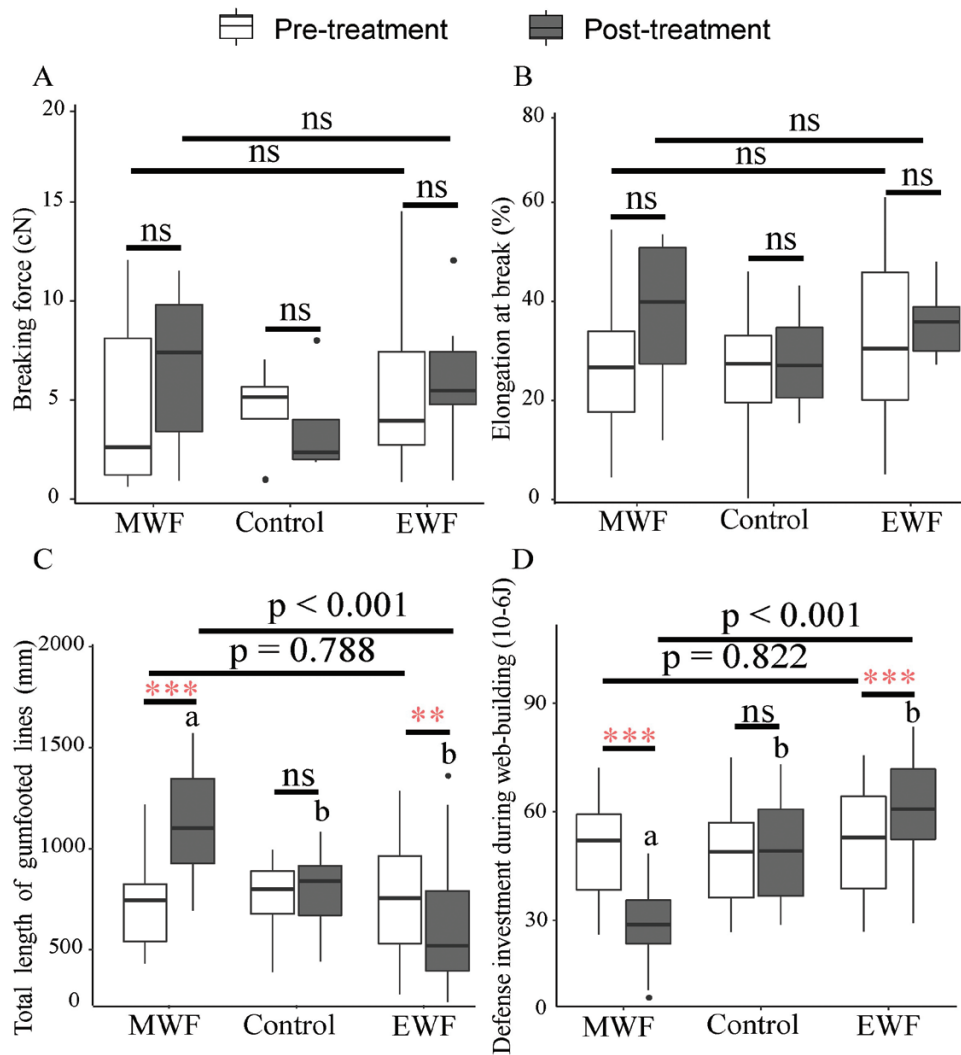 Pre-treatment Post-treatment
A
Breaking force (cN)
20
15
10
5
0
ns
ns
ns
ns
ns
MWF Control EWF
B
Elongation at break (%)
80
60
40
20
0
ns
ns
ns
ns
ns
MWF Control EWF
C
Total length of gumfooted lines (mm)
2000
1500
1000
500
0
p < 0.001
p = 0.788
***
**
a
ns
b
b
MWF Control EWF
D
Defense investment during web-building (10-6J)
90
60
30
0
p < 0.001
p = 0.822
***
***
ns
a
b
b
MWF Control EWF